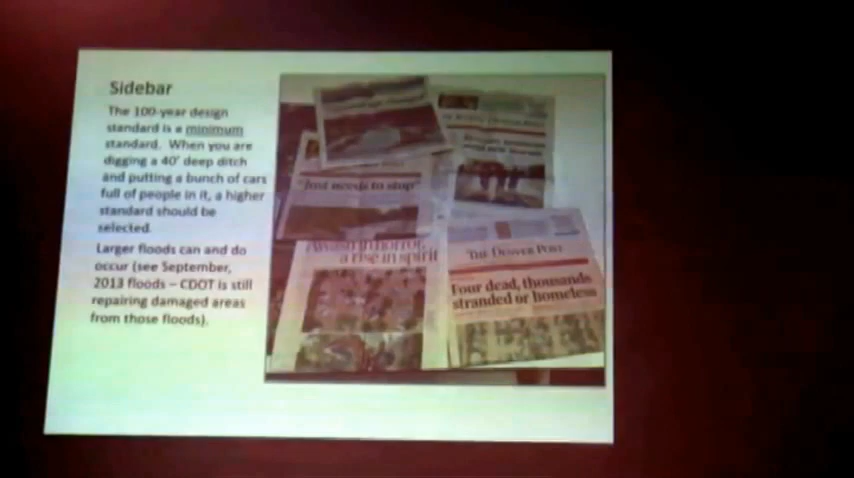 Sidebar
The 100-year design
standard is a minimum
standard. When you are
digging a 40' deep ditch
and putting a bunch of cars
full of people in it, a higher
standard should be
selected.
Larger floods can and do
occur (see September,
2013 floods – CDOT is still
repairing damaged areas
from those floods).
"Just needs to stop"
Awash in horror,
a rise in spirit
THE DENVER POST
Four dead, thousands
stranded or homeless